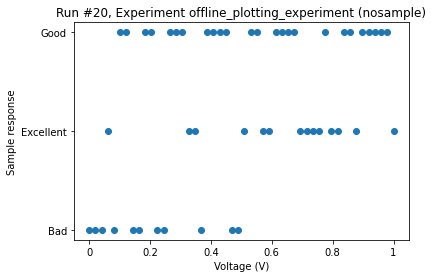 Run #20, Experiment offline_plotting_experiment (nosample)
Good
Excellent
Bad
Sample response
0
0.2
0.4
0.6
0.8
1
Voltage (V)